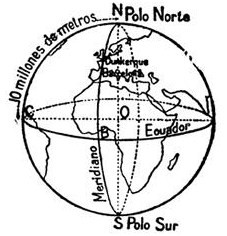 N Polo Norte
10 millones de metros
Dunkerque
Barcelona
C
O
B
Ecuador
Meridiano
S Polo Sur